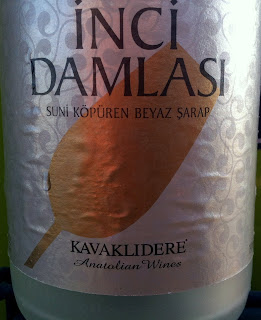 İNCİ
DAMLASI
SUNİ KÖPÜREN BEYAZ ŞARAP
KAVAKLIDERE®
Anatolian Wines